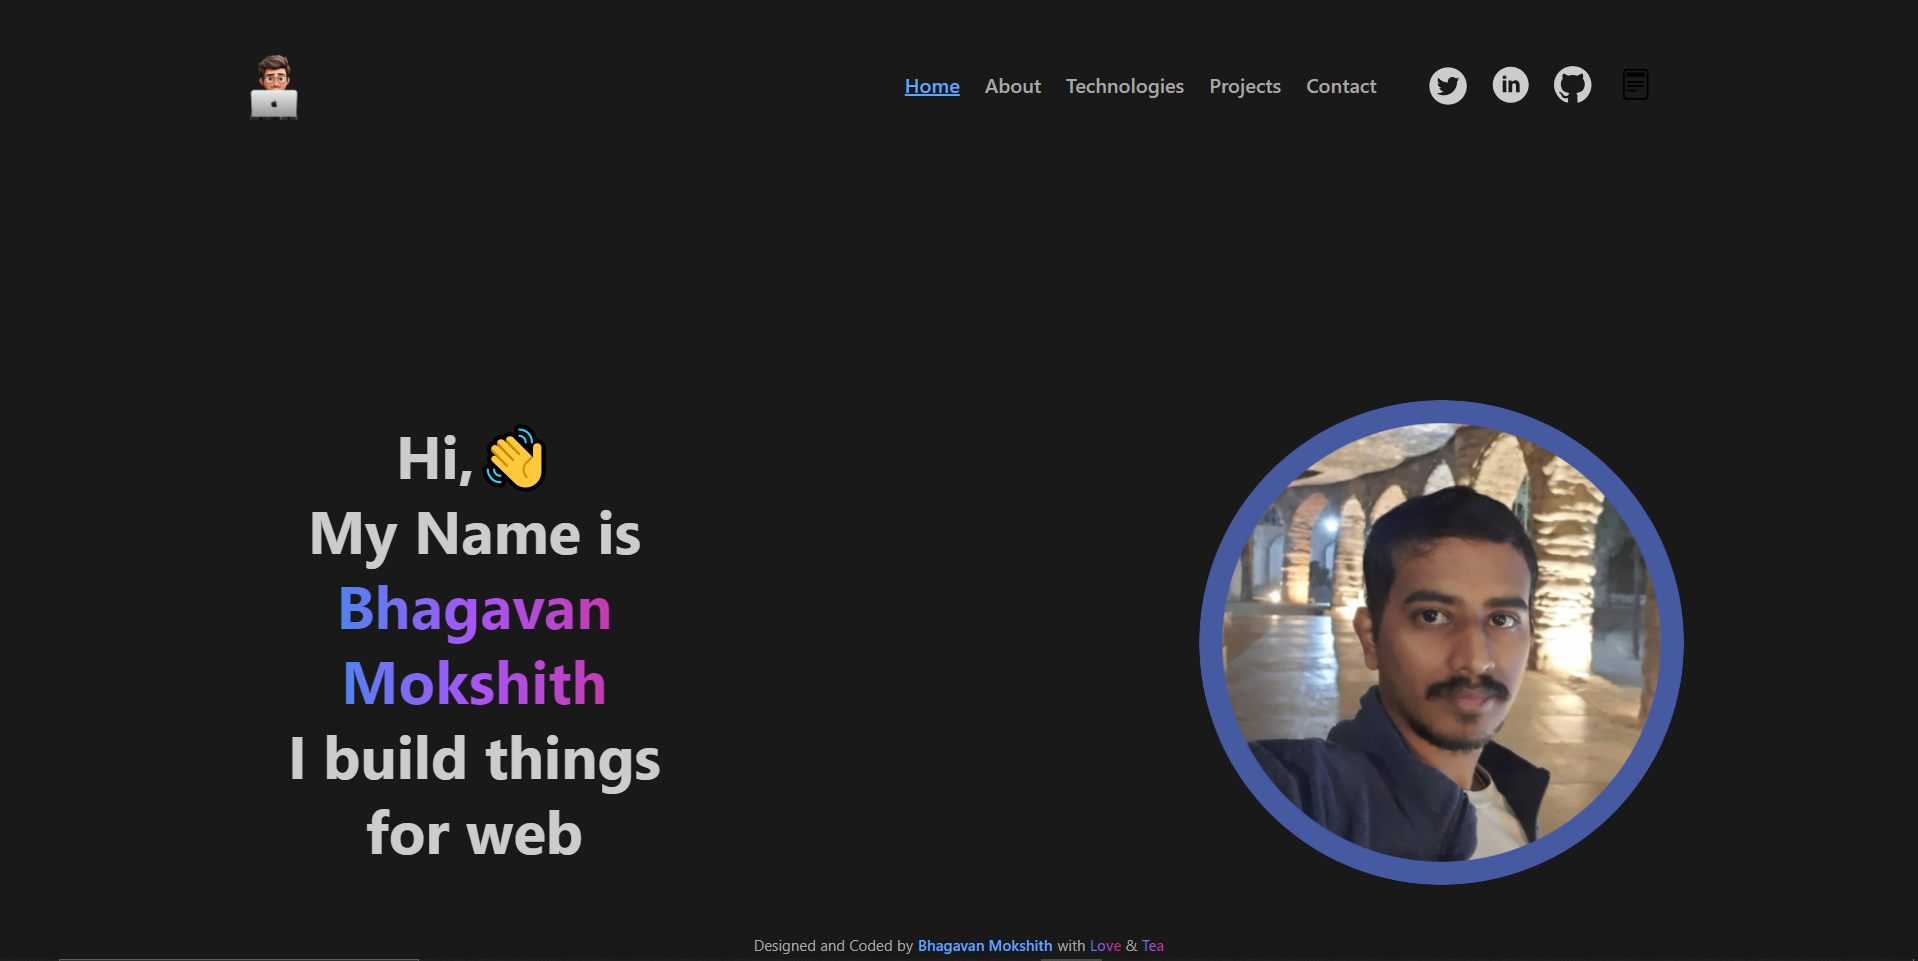 Home About Technologies Projects Contact
in
Hi,
My Name is
Bhagavan
Mokshith
I build things
for web
Designed and Coded by Bhagavan Mokshith with Love & Tea